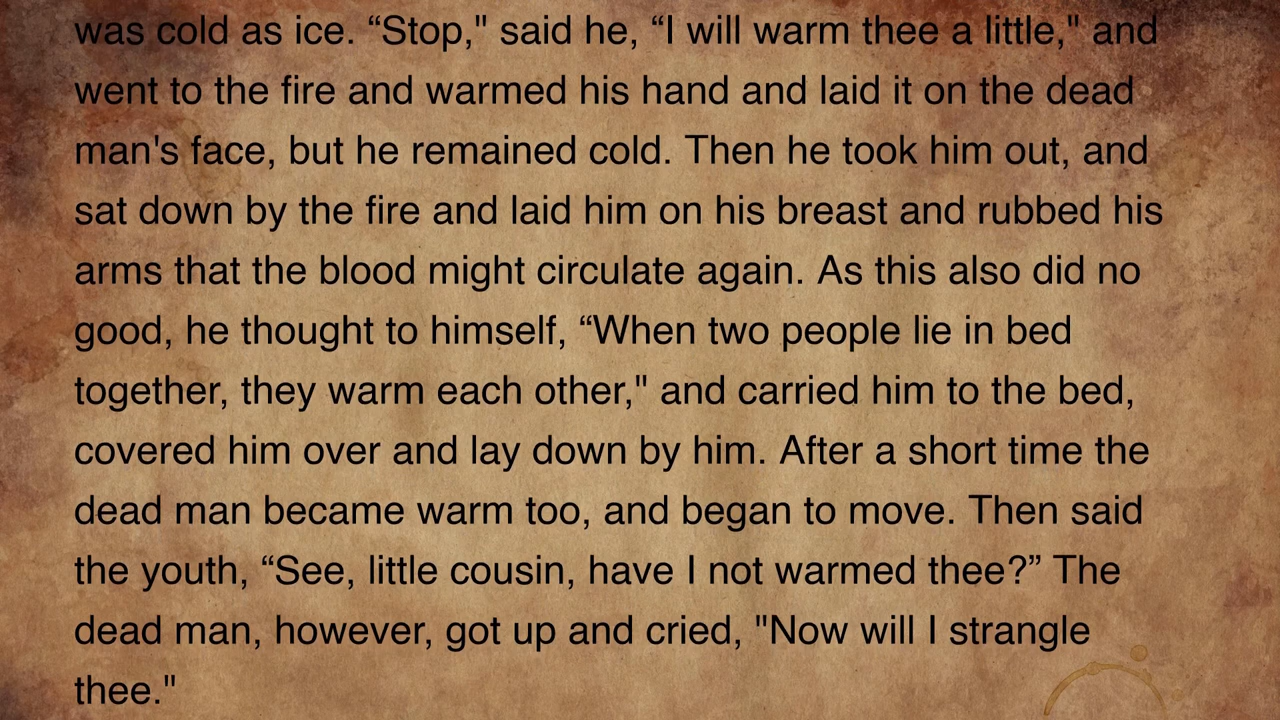 was cold as ice. “Stop," said he, “I will warm thee a little," and
went to the fire and warmed his hand and laid it on the dead
man's face, but he remained cold. Then he took him out, and
sat down by the fire and laid him on his breast and rubbed his
arms that the blood might circulate again. As this also did no
good, he thought to himself, “When two people lie in bed
together, they warm each other," and carried him to the bed,
covered him over and lay down by him. After a short time the
dead man became warm too, and began to move. Then said
the youth, “See, little cousin, have I not warmed thee?” The
dead man, however, got up and cried, "Now will I strangle
thee."